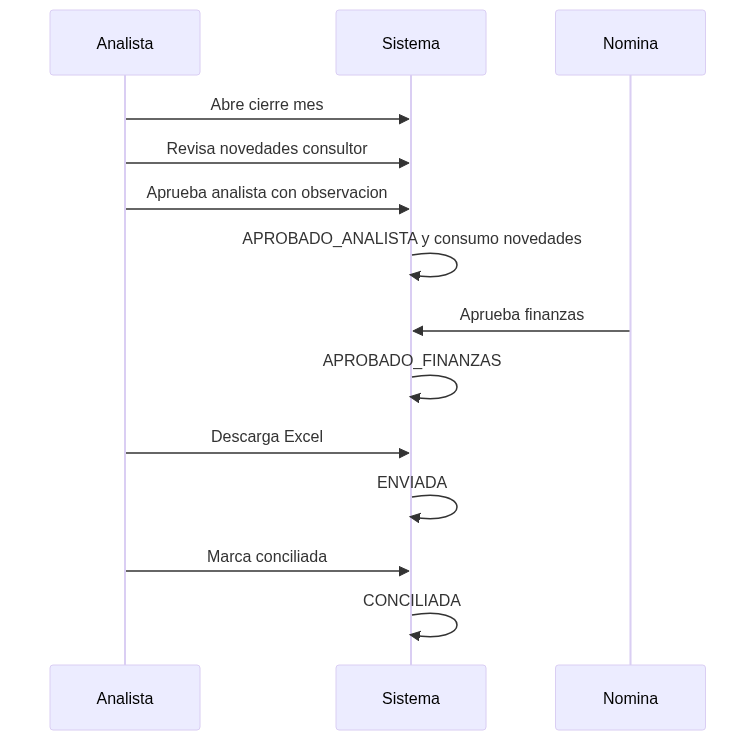 Analista
Sistema
Nomina
Abre cierre mes
Revisa novedades consultor
Aprueba analista con observacion
APROBADO_ANALISTA y consumo novedades
Aprueba finanzas
APROBADO_FINANZAS
Descarga Excel
ENVIADA
Marca conciliada
CONCILIADA
Analista
Sistema
Nomina